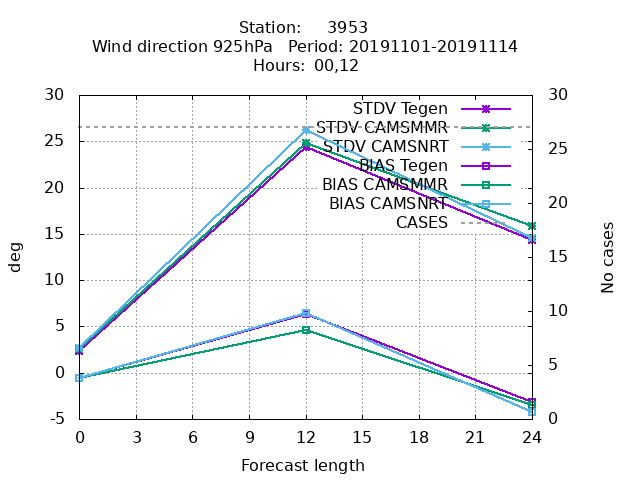 Station: 3953
Wind direction 925hPa Period: 20191101-20191114
Hours: 00,12
30
25
20
15
10
5
0
-5
deg
30
25
20
15
10
5
0
No cases
STDV Tegen
STDV CAMSMMR
STDV CAMSNRT
BIAS Tegen
BIAS CAMSMMR
BIAS CAMSNRT
CASES
0 3 6 9 12 15 18 21 24
Forecast length